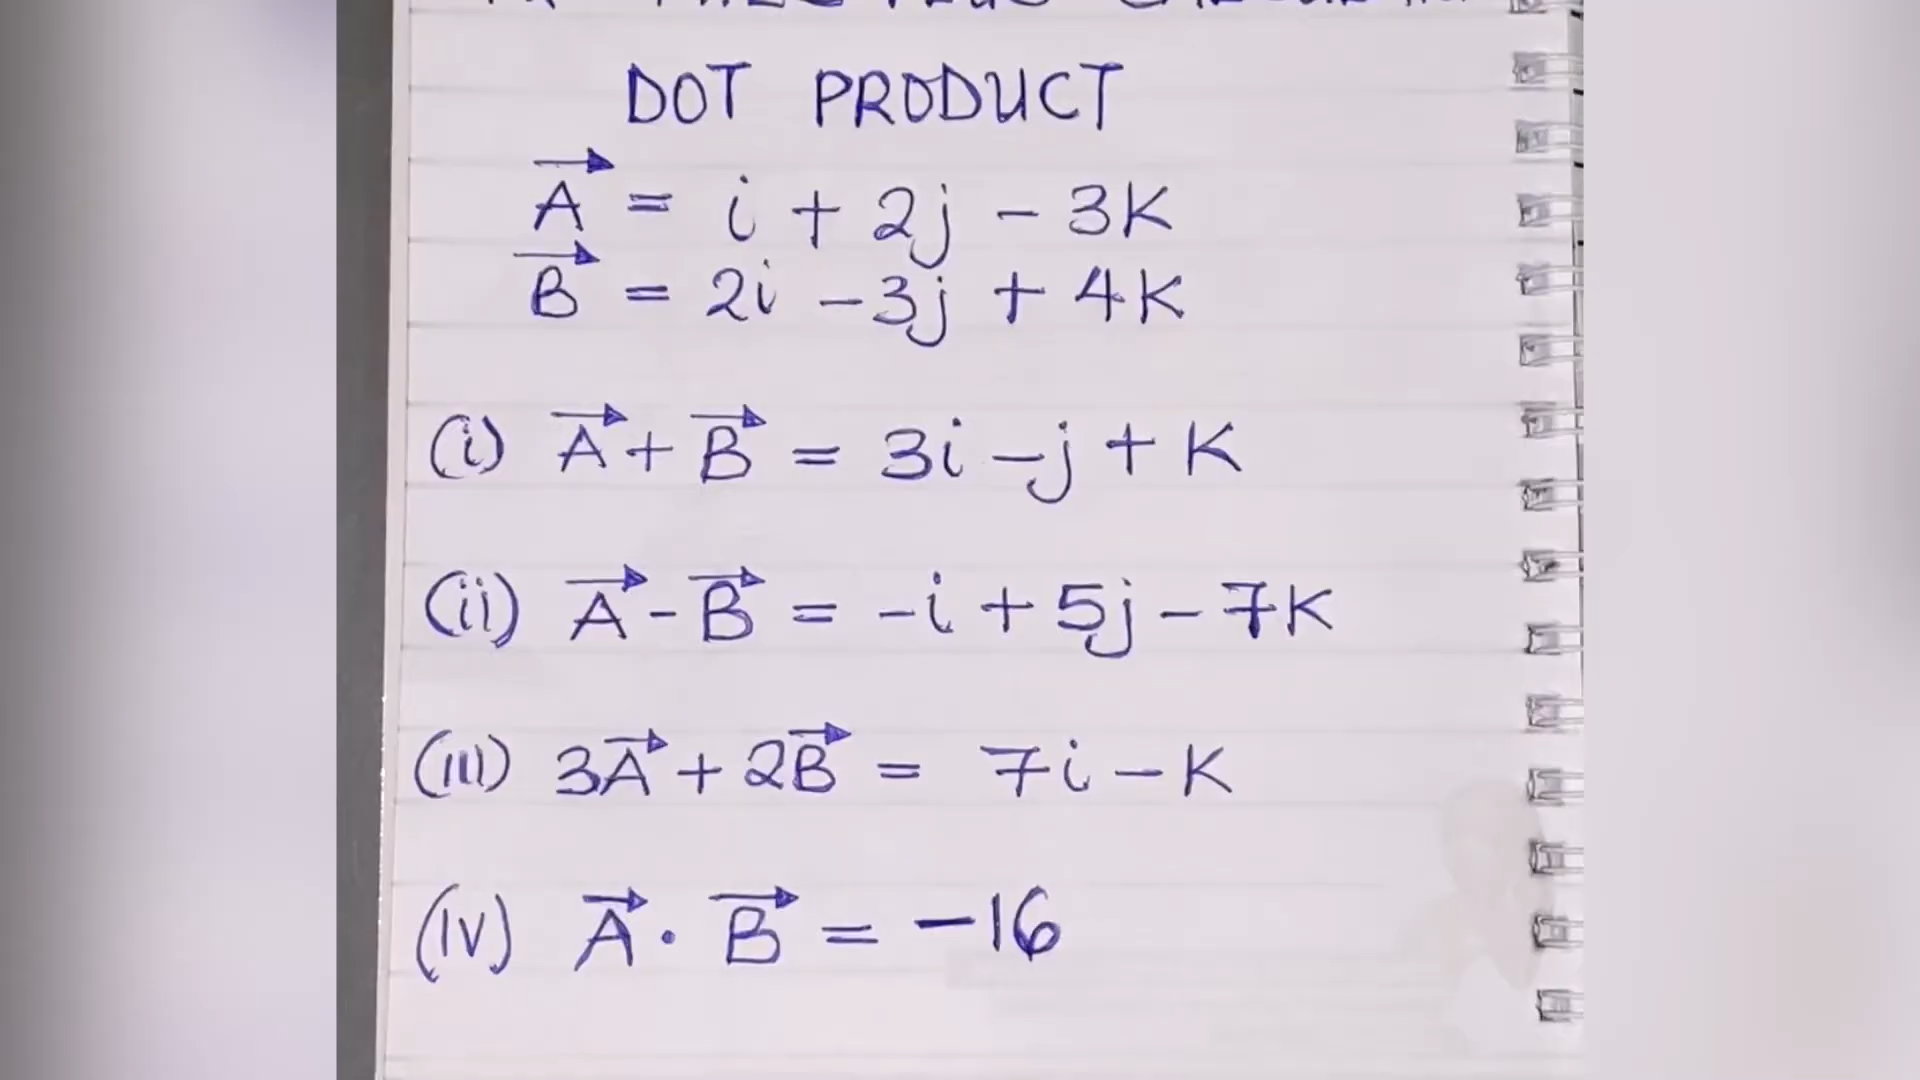 DOT PRODUCT
A⃗ = i + 2j - 3K
B⃗ = 2i - 3j + 4K
(i) A⃗ + B⃗ = 3i - j + K
(ii) A⃗ - B⃗ = -i + 5j - 7K
(iii) 3A⃗ + 2B⃗ = 7i - K
(iv) A⃗ · B⃗ = -16